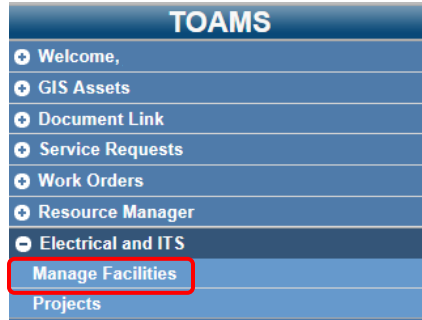 TOAMS
Welcome,
GIS Assets
Document Link
Service Requests
Work Orders
Resource Manager
Electrical and ITS
Manage Facilities
Projects